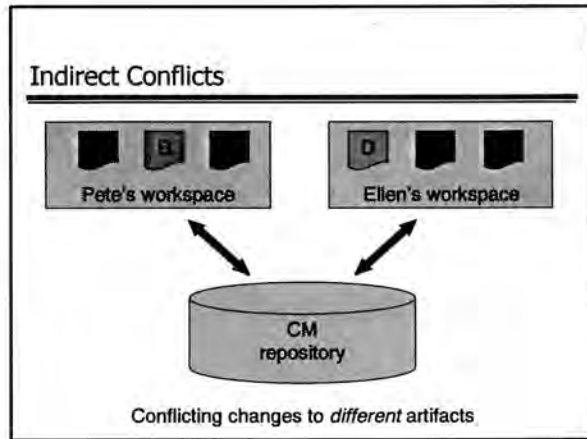 Indirect Conflicts
B
D
Pete's workspace
Ellen's workspace
CM
repository
Conflicting changes to different artifacts